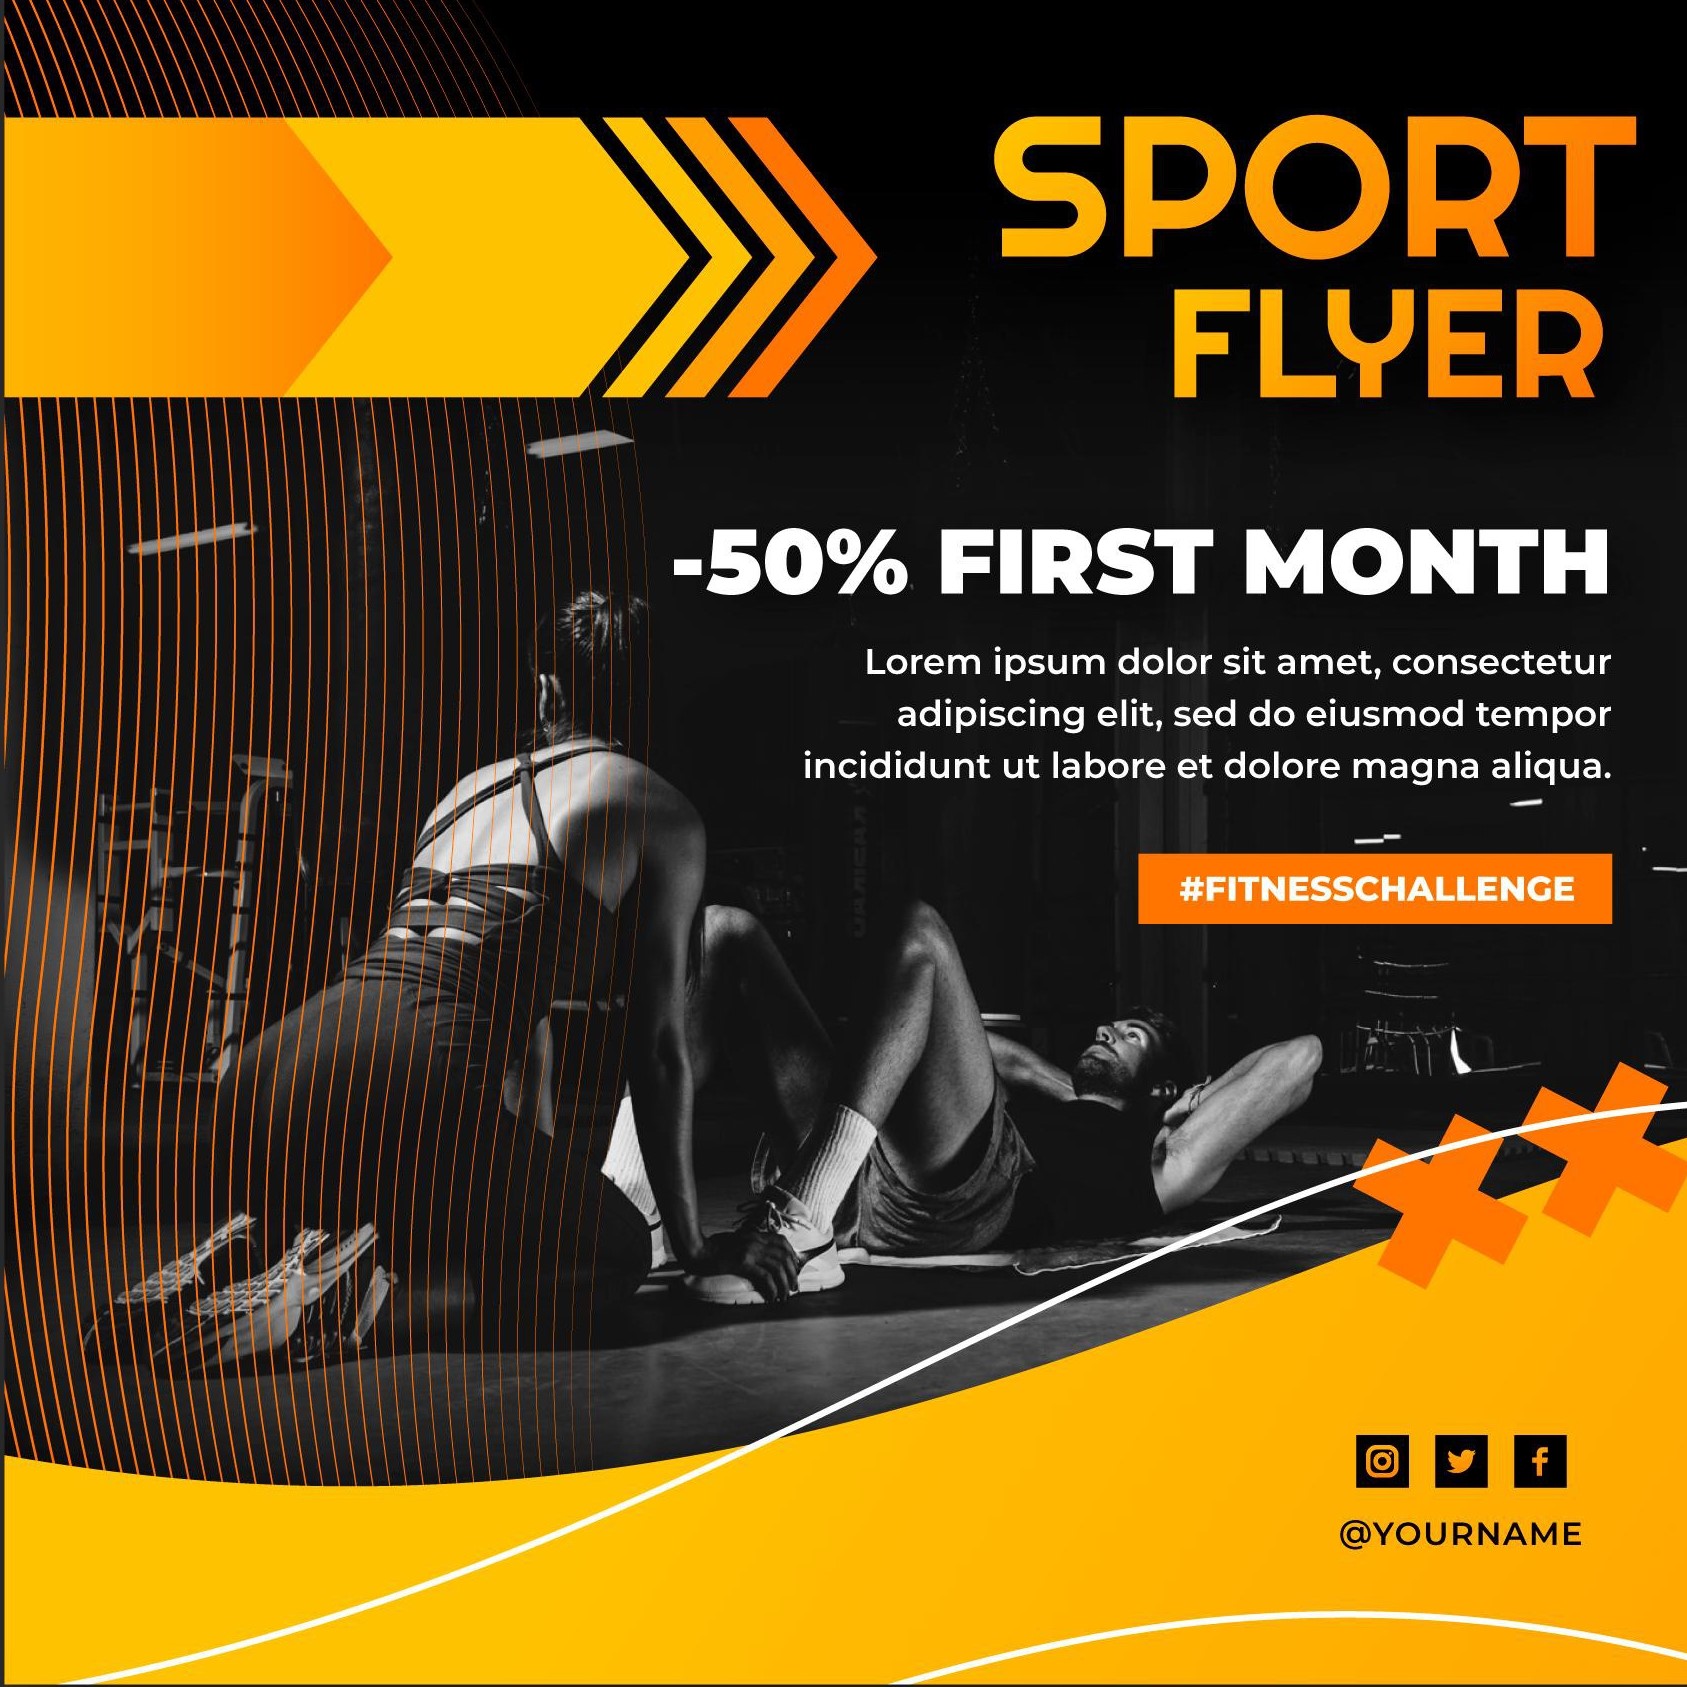 SPORT
FLYER
-50% FIRST MONTH
Lorem ipsum dolor sit amet, consectetur
adipiscing elit, sed do eiusmod tempor
incididunt ut labore et dolore magna aliqua.
#FITNESSCHALLENGE
@YOURNAME